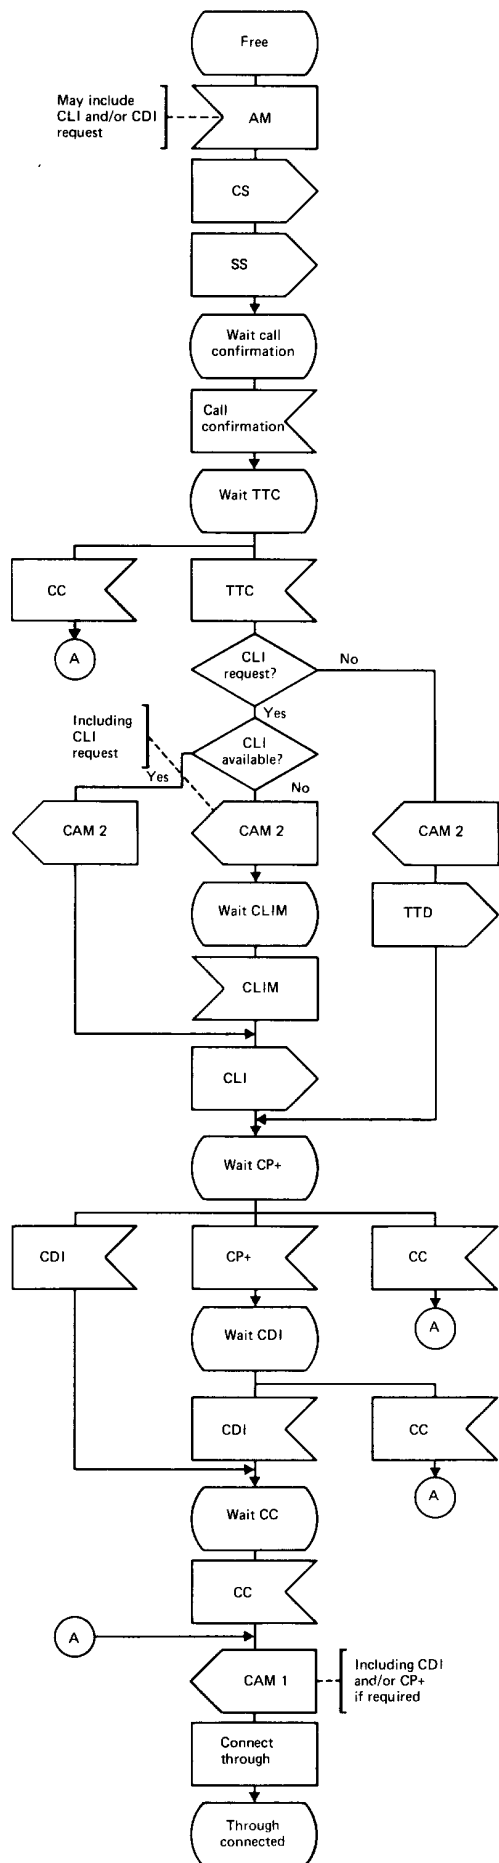 Free
May include
CLI and/or CDI
request
AM
CS
SS
Wait call
confirmation
Call
confirmation
Wait TTC
CC
TTC
A
CLI
request?
No
Yes
Including
CLI
request
CLI
available?
Yes
No
CAM 2
CAM 2
CAM 2
Wait CLIM
TTD
CLIM
CLI
Wait CP+
CDI
CP+
CC
A
Wait CDI
CDI
CC
A
Wait CC
CC
A
CAM 1
Including CDI
and/or CP+
if required
Connect
through
Through
connected